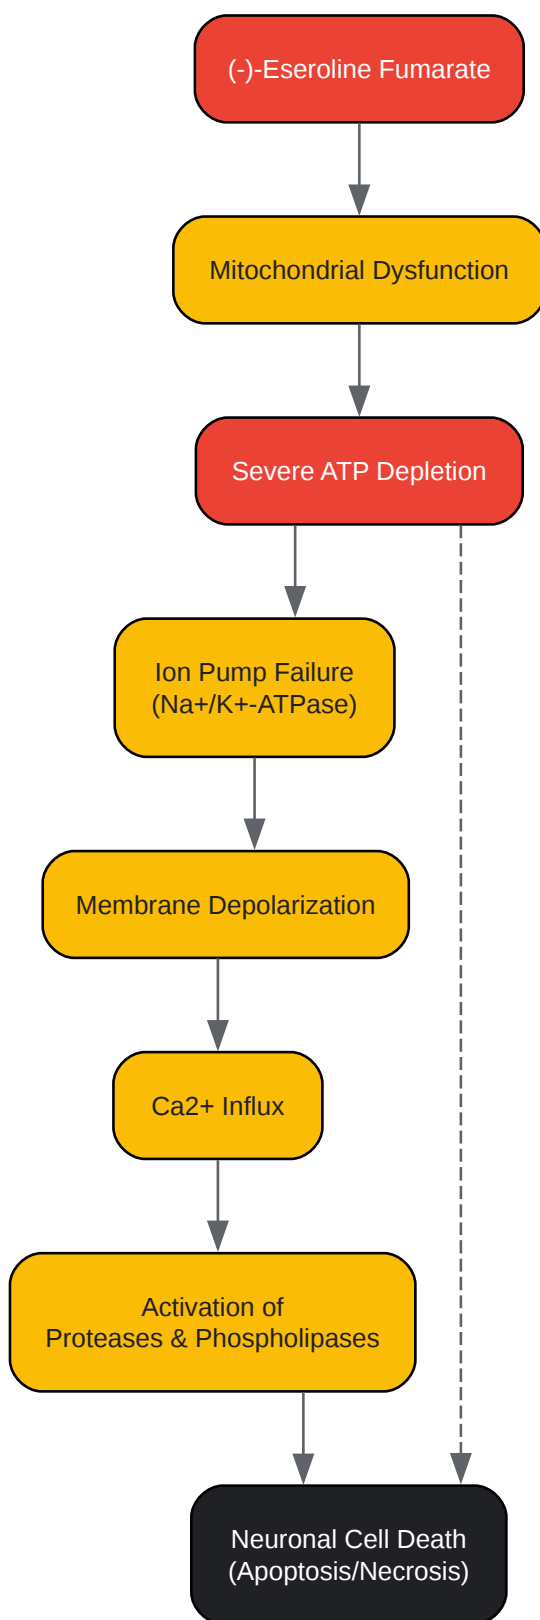 (-)-Eseroline Fumarate
Mitochondrial Dysfunction
Severe ATP Depletion
Ion Pump Failure
(Na+/K+-ATPase)
Membrane Depolarization
Ca2+ Influx
Activation of
Proteases & Phospholipases
Neuronal Cell Death
(Apoptosis/Necrosis)